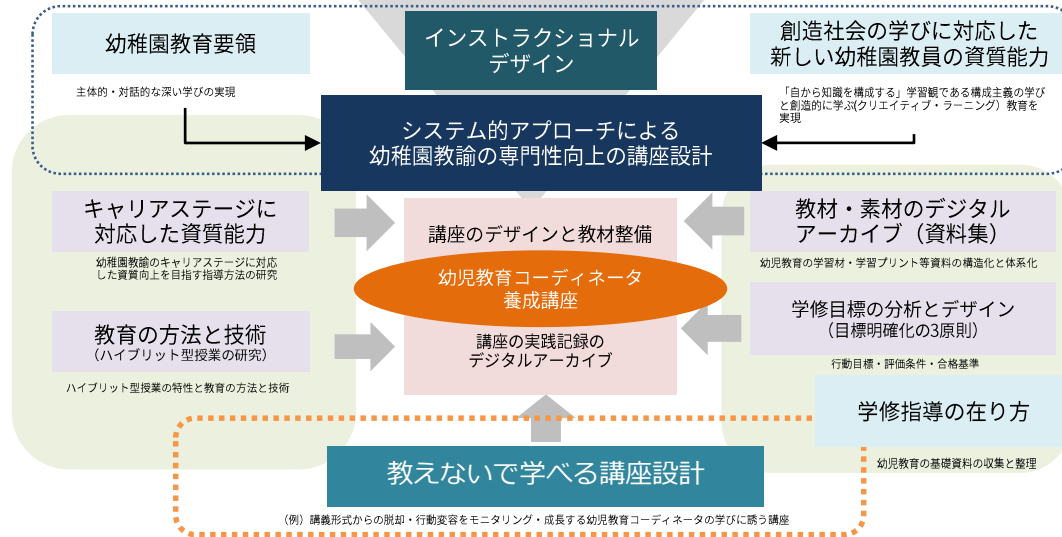 幼稚園教育要領
主体的・対話的な深い学びの実現
インストラクショナル
デザイン
創造社会の学びに対応した
新しい幼稚園教員の資質能力
「自から知識を構成する」学習観である構成主義の学び
と創造的に学ぶ(クリエイティブ・ラーニング）教育を
実現
システム的アプローチによる
幼稚園教諭の専門性向上の講座設計
キャリアステージに
対応した資質能力
幼稚園教諭のキャリアステージに対応
した資質向上を目指す指導方法の研究
教育の方法と技術
（ハイブリット型授業の研究）
ハイブリット型授業の特性と教育の方法と技術
講座のデザインと教材整備
幼児教育コーディネータ
養成講座
講座の実践記録の
デジタルアーカイブ
教材・素材のデジタル
アーカイブ（資料集）
幼児教育の学習材・学習プリント等資料の構造化と体系化
学修目標の分析とデザイン
（目標明確化の3原則）
行動目標・評価条件・合格基準
学修指導の在り方
幼児教育の基礎資料の収集と整理
教えないで学べる講座設計
（例）講義形式からの脱却・行動変容をモニタリング・成長する幼児教育コーディネータの学びに誘う講座